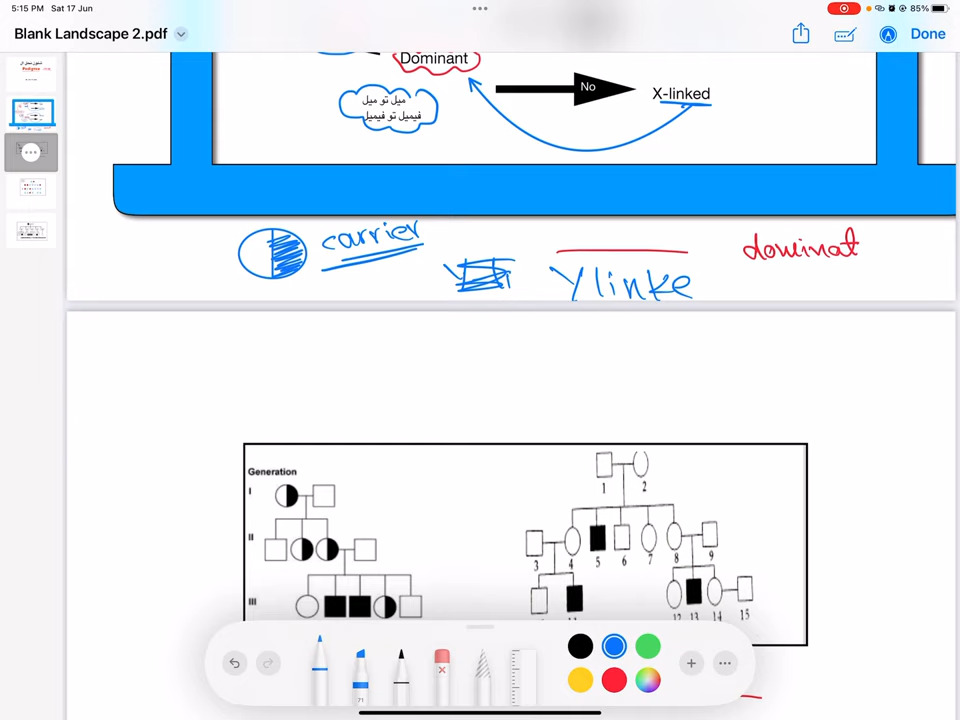 5:15 PM Sat 17 Jun
85%
Blank Landscape 2.pdf
Done
Dominant
No
X-linked
ميل تو ميل
فيميل تو فيميل
carrier
Y linke
dominat
Generation
I
II
III
1
2
3
4
5
6
7
8
9
12
13
14
15
71